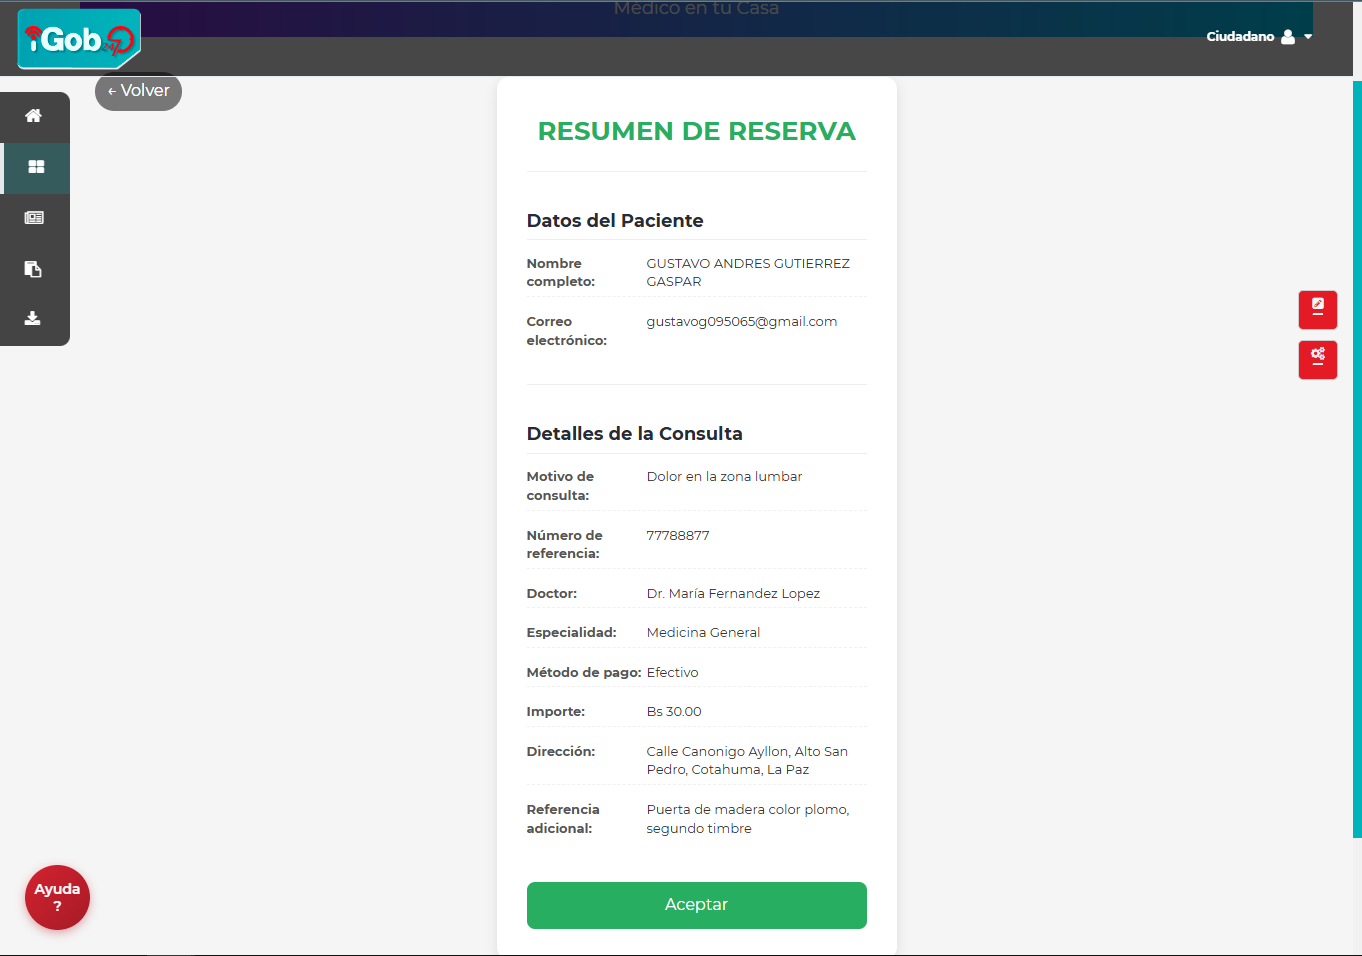 Médico en tu Casa
iGob 24/7
Ciudadano
← Volver
RESUMEN DE RESERVA
Datos del Paciente
Nombre completo: GUSTAVO ANDRES GUTIERREZ GASPAR
Correo electrónico: gustavog095065@gmail.com
Detalles de la Consulta
Motivo de consulta: Dolor en la zona lumbar
Número de referencia: 77788877
Doctor: Dr. María Fernandez Lopez
Especialidad: Medicina General
Método de pago: Efectivo
Importe: Bs 30.00
Dirección: Calle Canonigo Ayllon, Alto San Pedro, Cotahuma, La Paz
Referencia adicional: Puerta de madera color plomo, segundo timbre
Aceptar
Ayuda
?